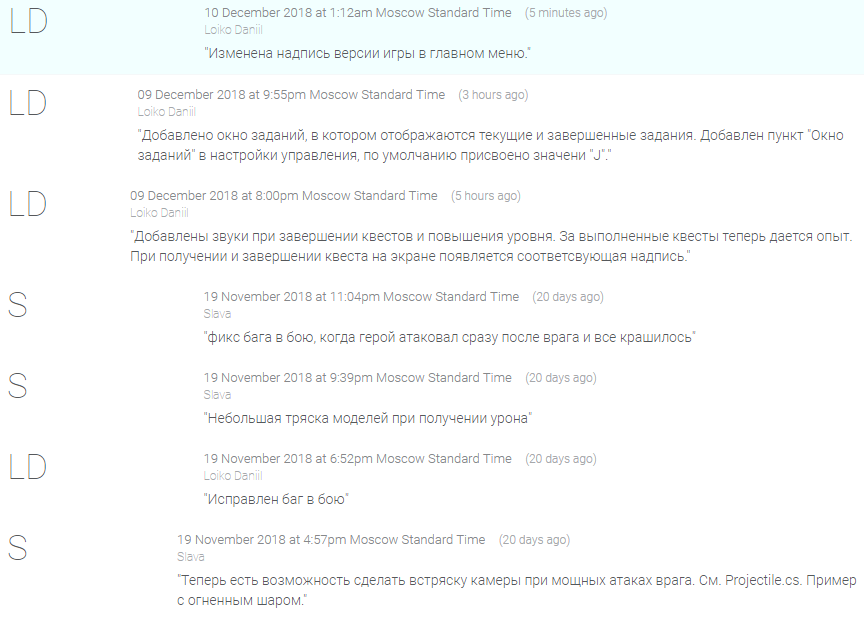 LD
10 December 2018 at 1:12am Moscow Standard Time (5 minutes ago)
Loiko Daniil
"Изменена надпись версии игры в главном меню."
LD
09 December 2018 at 9:55pm Moscow Standard Time (3 hours ago)
Loiko Daniil
"Добавлено окно заданий, в котором отображаются текущие и завершенные задания. Добавлен пункт "Окно
заданий" в настройки управления, по умолчанию присвоено значени "J"."
LD
09 December 2018 at 8:00pm Moscow Standard Time (5 hours ago)
Loiko Daniil
"Добавлены звуки при завершении квестов и повышения уровня. За выполненные квесты теперь дается опыт.
При получении и завершении квеста на экране появляется соответсвующая надпись."
S
19 November 2018 at 11:04pm Moscow Standard Time (20 days ago)
Slava
"фикс бага в бою, когда герой атаковал сразу после врага и все крашилось"
S
19 November 2018 at 9:39pm Moscow Standard Time (20 days ago)
Slava
"Небольшая тряска моделей при получении урона"
LD
19 November 2018 at 6:52pm Moscow Standard Time (20 days ago)
Loiko Daniil
"Исправлен баг в бою"
S
19 November 2018 at 4:57pm Moscow Standard Time (20 days ago)
Slava
"Теперь есть возможность сделать встряску камеры при мощных атаках врага. См. Projectile.cs. Пример
с огненным шаром."